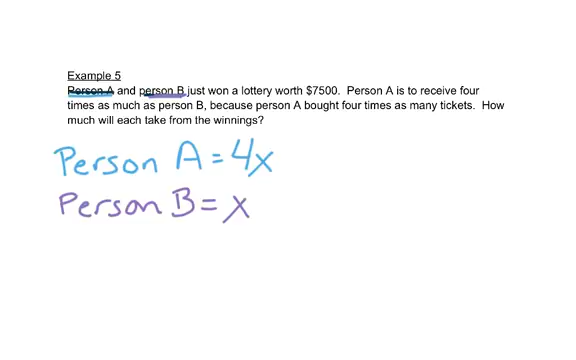 Example 5
Person A and person B just won a lottery worth $7500. Person A is to receive four
times as much as person B, because person A bought four times as many tickets. How
much will each take from the winnings?
Person A = 4x
Person B = x